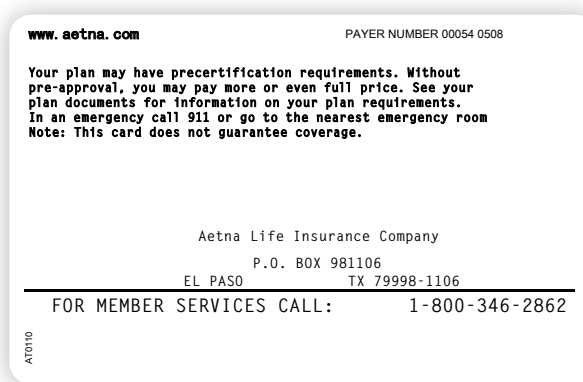 www.aetna.com PAYER NUMBER 00054 0508
Your plan may have precertification requirements. Without
pre-approval, you may pay more or even full price. See your
plan documents for information on your plan requirements.
In an emergency call 911 or go to the nearest emergency room
Note: This card does not guarantee coverage.
Aetna Life Insurance Company
P.O. BOX 981106
EL PASO TX 79998-1106
FOR MEMBER SERVICES CALL: 1-800-346-2862
AT0110